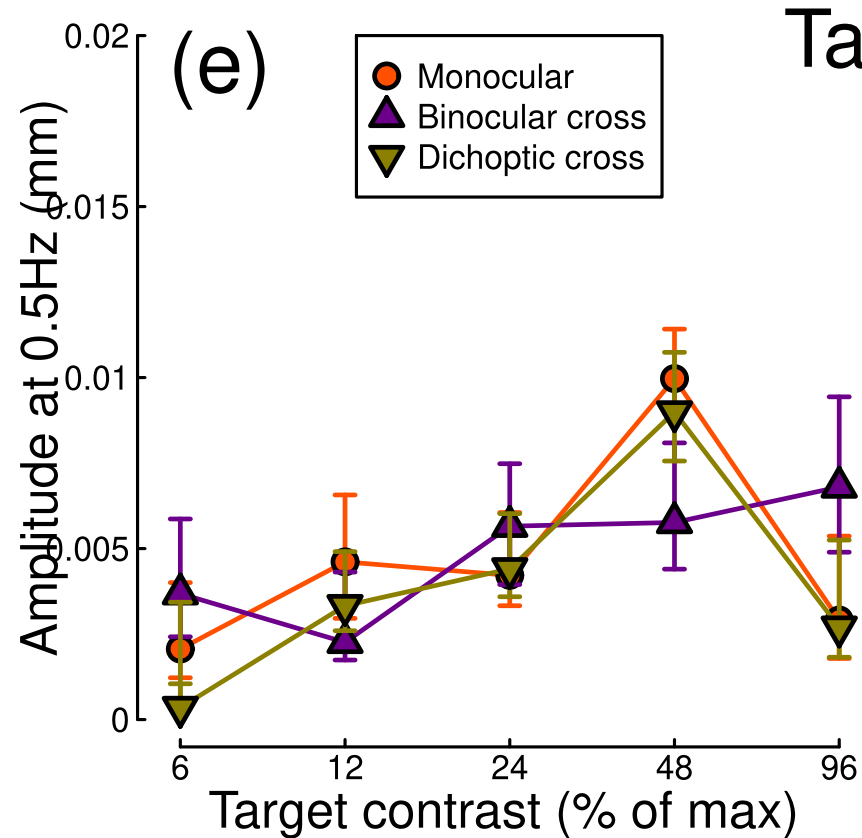 (e)
Ta
Monocular
Binocular cross
Dichoptic cross
Amplitude at 0.5Hz (mm)
0.02
0.015
0.01
0.005
0
6 12 24 48 96
Target contrast (% of max)